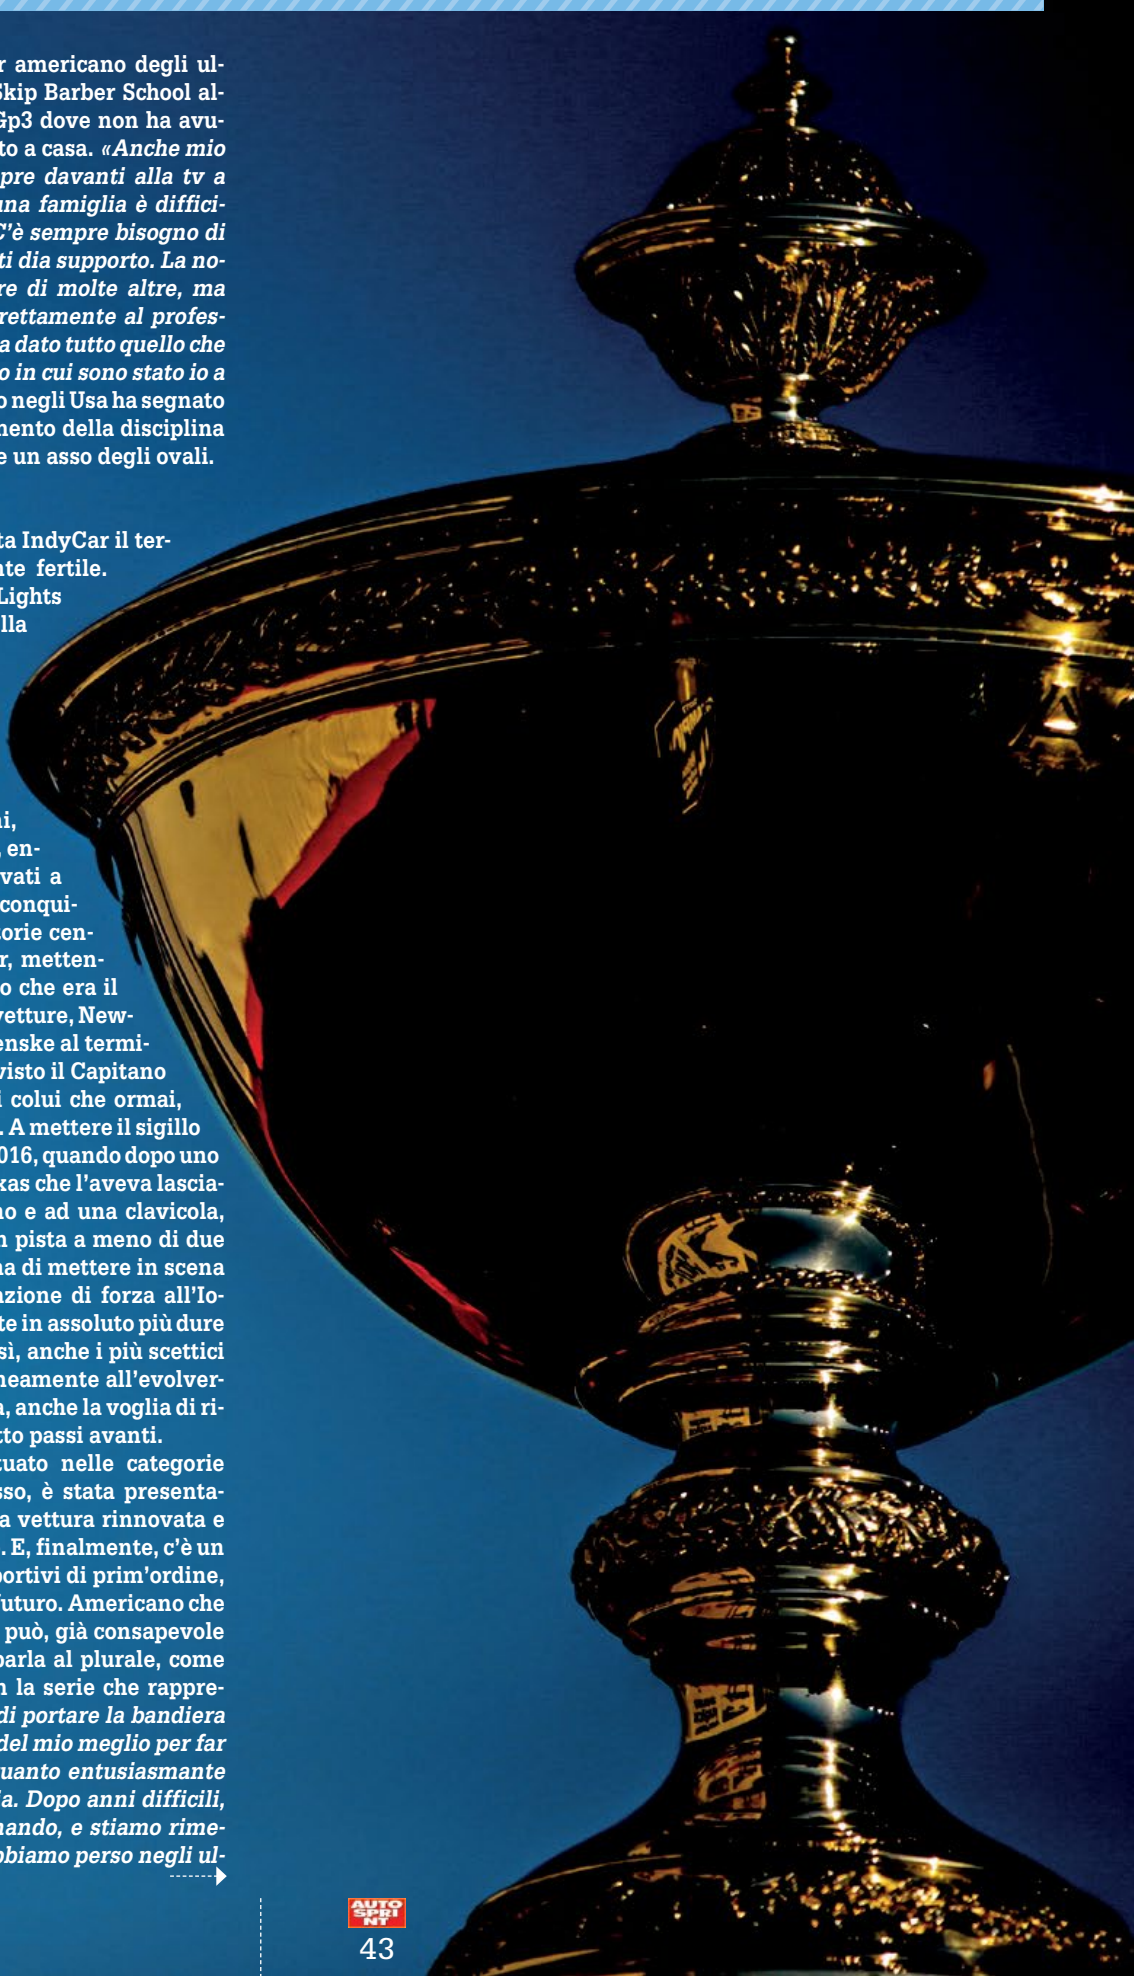 r americano degli ul-
Skip Barber School al-
Gp3 dove non ha avu-
to a casa. «Anche mio
pre davanti alla tv a
una famiglia è diffici-
C'è sempre bisogno di
ti dia supporto. La no-
re di molte altre, ma
rettamente al profes-
a dato tutto quello che
o in cui sono stato io a
o negli Usa ha segnato
mento della disciplina
e un asso degli ovali.
ta IndyCar il ter-
nte fertile.
Lights
lla
ni,
, en-
vati a
conqui-
torie cen-
r, metten-
o che era il
vetture, New-
enske al termi-
visto il Capitano
i colui che ormai,
. A mettere il sigillo
016, quando dopo uno
xas che l'aveva lascia-
no e ad una clavicola,
n pista a meno di due
na di mettere in scena
azione di forza all'Io-
te in assoluto più dure
sì, anche i più scettici
neamente all'evolver-
a, anche la voglia di ri-
tto passi avanti.
tuato nelle categorie
sso, è stata presenta-
a vettura rinnovata e
. E, finalmente, c'è un
portivi di prim'ordine,
futuro. Americano che
può, già consapevole
parla al plurale, come
n la serie che rappre-
di portare la bandiera
del mio meglio per far
uanto entusiasmante
ia. Dopo anni difficili,
nando, e stiamo rime-
bbiamo perso negli ul-
AUTO
SPRI
NT
43